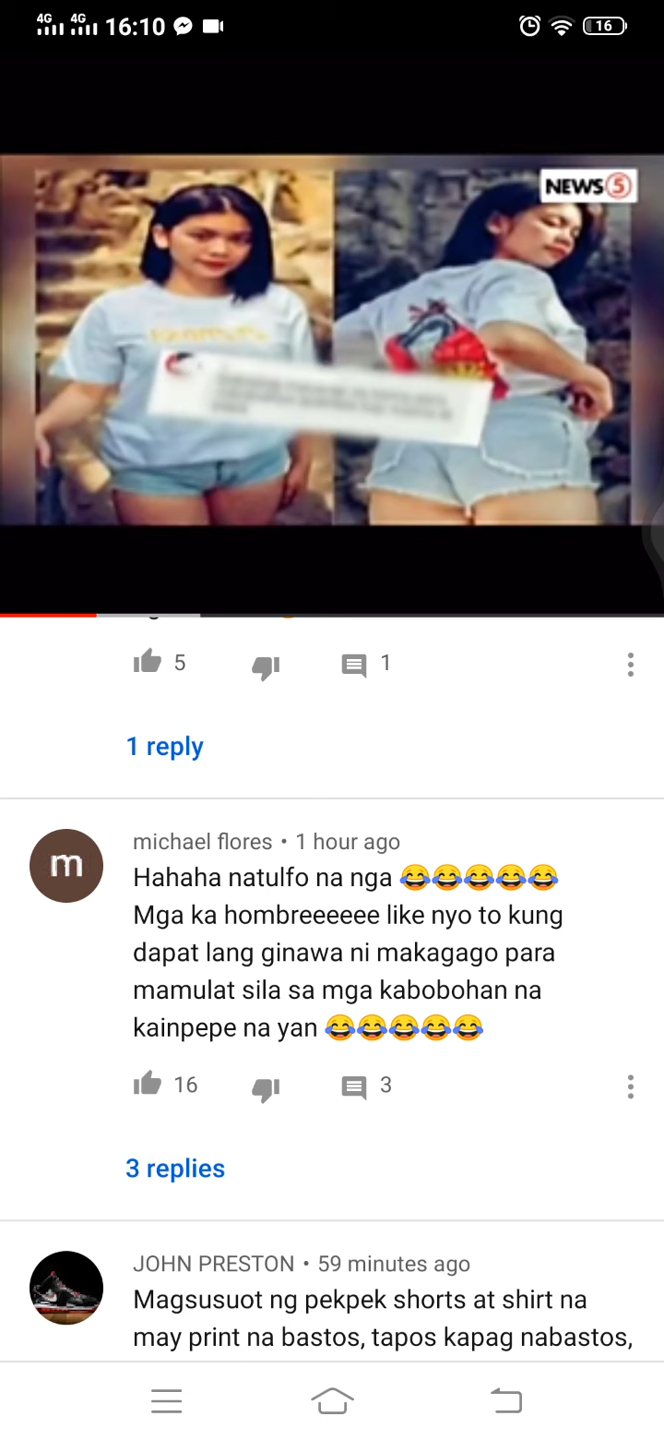 4G 4G 16:10 16
NEWS5
5 1
1 reply
m
michael flores • 1 hour ago
Hahaha natulfo na nga 😂😂😂😂😂
Mga ka hombreeeeee like nyo to kung
dapat lang ginawa ni makagago para
mamulat sila sa mga kabobohan na
kainpepe na yan 😂😂😂😂😂
16 3
3 replies
JOHN PRESTON • 59 minutes ago
Magsusuot ng pekpek shorts at shirt na
may print na bastos, tapos kapag nabastos,